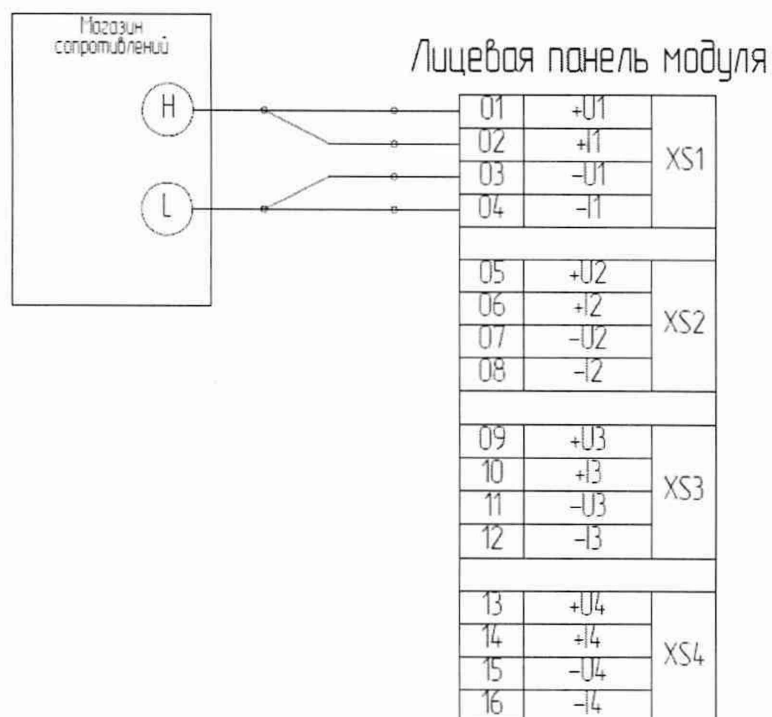 Магазин
сопротивлений
Лицевая панель модуля
H
L
01 +U1
02 +I1
03 -U1
04 -I1
XS1
05 +U2
06 +I2
07 -U2
08 -I2
XS2
09 +U3
10 +I3
11 -U3
12 -I3
XS3
13 +U4
14 +I4
15 -U4
16 -I4
XS4